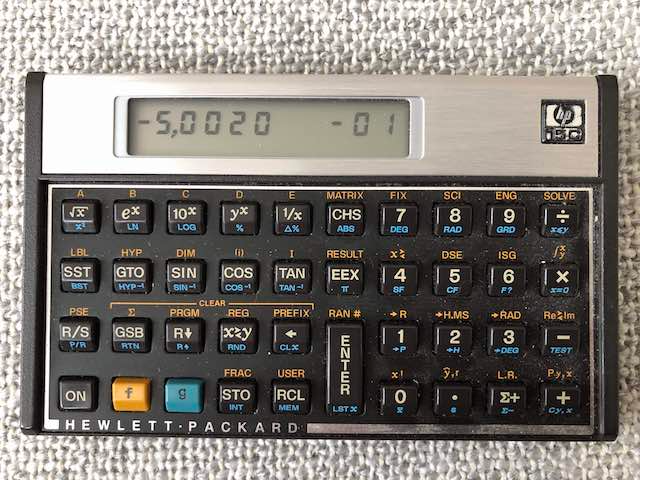 -5,0020 -01
hp
15C
A B C D E MATRIX FIX SCI ENG SOLVE
√x eˣ 10ˣ yˣ 1/x CHS 7 8 9 ÷
x² LN LOG % Δ% ABS DEG RAD GRD x≤y
LBL HYP DIM (i) I RESULT x≷ DSE ISG ∫xy
SST GTO SIN COS TAN EEX 4 5 6 ×
BST HYP⁻¹ SIN⁻¹ COS⁻¹ TAN⁻¹ π SF CF F? x=0
CLEAR
PSE Σ PRGM REG PREFIX RAN # →R →H.MS →RAD Re≷Im
R/S GSB R↓ x≷y ← ENTER 1 2 3 −
P/R RTN R↑ RND CLx →P →H →DEG TEST
FRAC USER x! ŷ,r L.R. Py,x
ON f g STO RCL 0 · Σ+ +
INT MEM LST x x̄ s Σ− Cy,x
HEWLETT·PACKARD